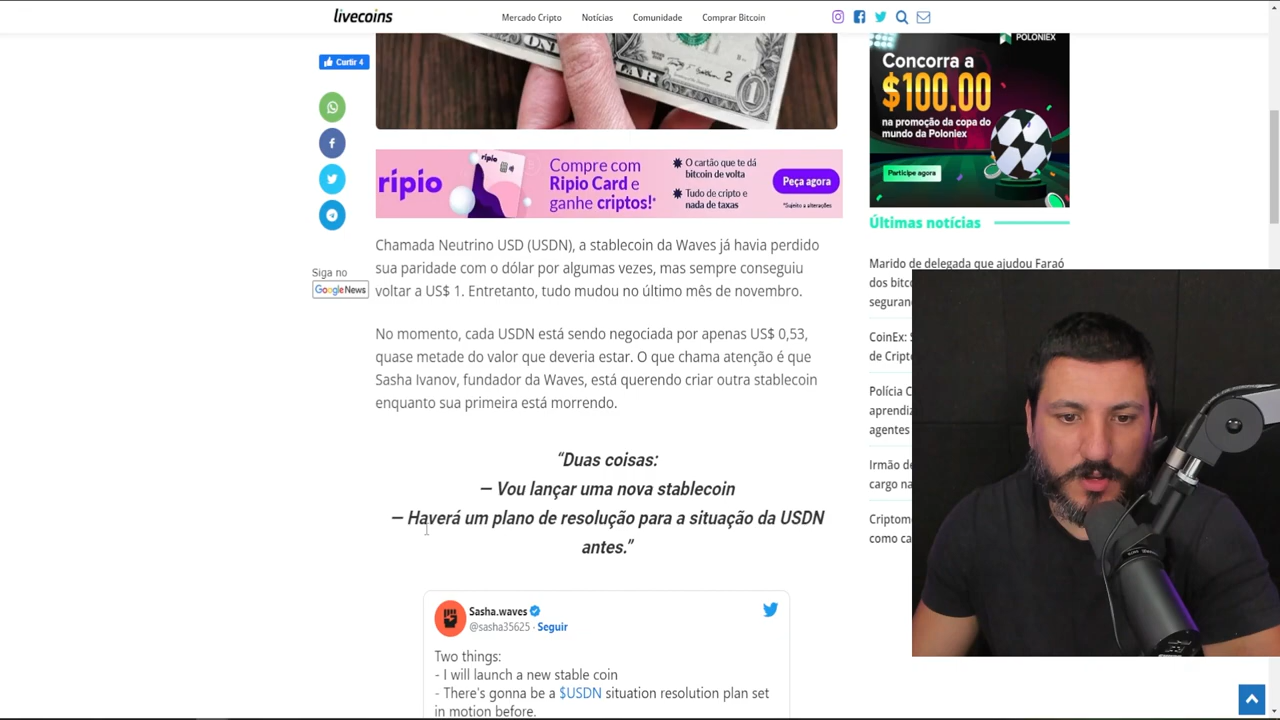 livecoins
Mercado Cripto Notícias Comunidade Comprar Bitcoin
Curtir 4
POLONIEX
Concorra a
$100.00
na promoção da copa do
mundo da Poloniex
Participe agora
ripio
ripio
Compre com
Ripio Card e
ganhe criptos!*
O cartão que te dá
bitcoin de volta
Tudo de cripto e
nada de taxas
Peça agora
*Sujeito a alterações
Últimas notícias
Siga no
Google News
Chamada Neutrino USD (USDN), a stablecoin da Waves já havia perdido
sua paridade com o dólar por algumas vezes, mas sempre conseguiu
voltar a US$ 1. Entretanto, tudo mudou no último mês de novembro.
No momento, cada USDN está sendo negociada por apenas US$ 0,53,
quase metade do valor que deveria estar. O que chama atenção é que
Sasha Ivanov, fundador da Waves, está querendo criar outra stablecoin
enquanto sua primeira está morrendo.
“Duas coisas:
— Vou lançar uma nova stablecoin
— Haverá um plano de resolução para a situação da USDN
antes.”
Sasha.waves
@sasha35625 · Seguir
Two things:
- I will launch a new stable coin
- There's gonna be a $USDN situation resolution plan set
in motion before.
Marido de delegada que ajudou Faraó
dos
CoinEx:
de
Polícia
agentes
Irmão
cargo
como